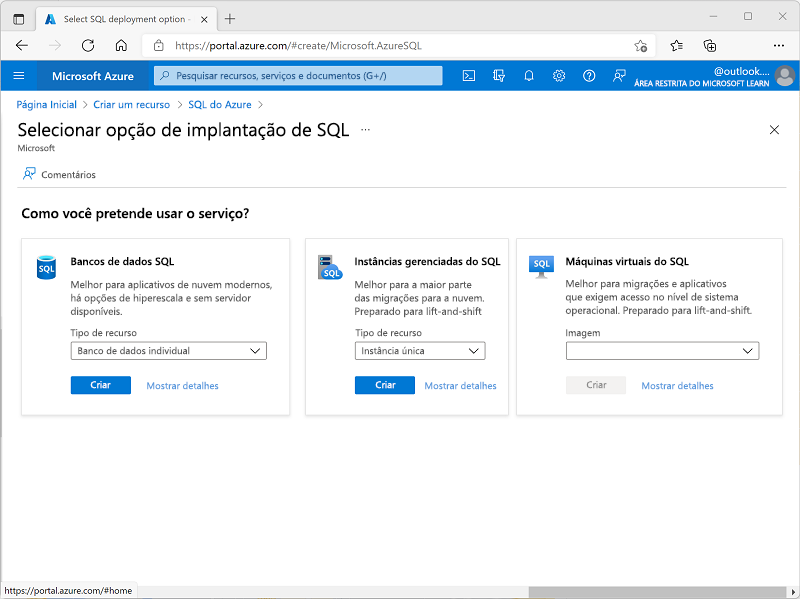 Select SQL deployment option -
https://portal.azure.com/#create/Microsoft.AzureSQL
Microsoft Azure
Pesquisar recursos, serviços e documentos (G+/)
@outlook....
ÁREA RESTRITA DO MICROSOFT LEARN
Página Inicial > Criar um recurso > SQL do Azure >
Selecionar opção de implantação de SQL ...
Microsoft
Comentários
Como você pretende usar o serviço?
SQL
Bancos de dados SQL
Melhor para aplicativos de nuvem modernos,
há opções de hiperescala e sem servidor
disponíveis.
Tipo de recurso
Banco de dados individual
Criar
Mostrar detalhes
SQL
Instâncias gerenciadas do SQL
Melhor para a maior parte
das migrações para a nuvem.
Preparado para lift-and-shift
Tipo de recurso
Instância única
Criar
Mostrar detalhes
SQL
Máquinas virtuais do SQL
Melhor para migrações e aplicativos
que exigem acesso no nível de sistema
operacional. Preparado para lift-and-shift.
Imagem
Criar
Mostrar detalhes
https://portal.azure.com/#home